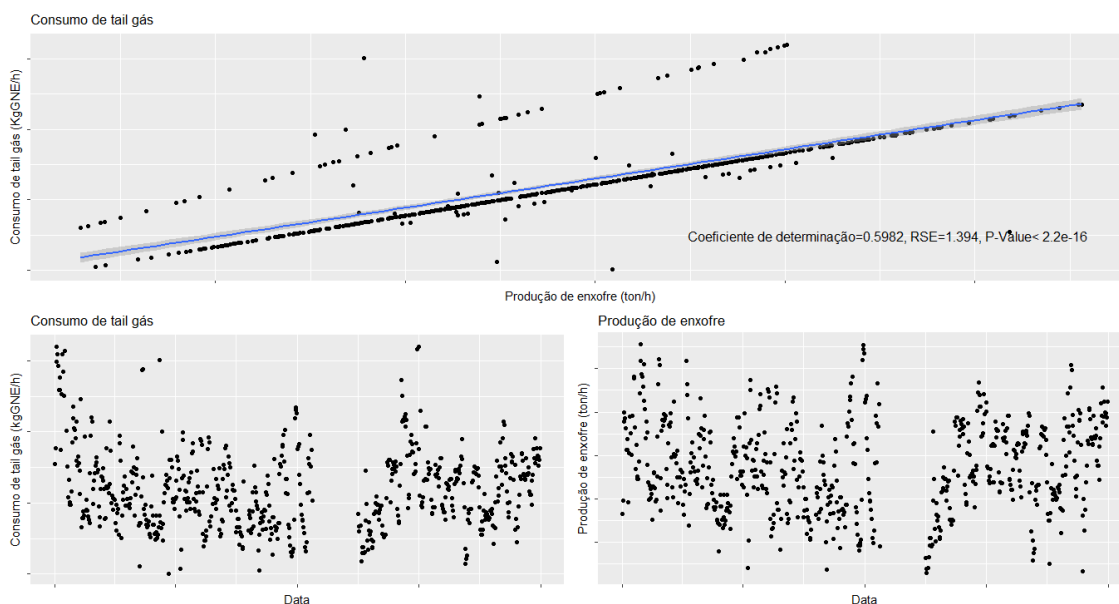 Consumo de tail gás
Consumo de tail gás (KgGNE/h)
Coeficiente de determinação=0.5982, RSE=1.394, P-Value< 2.2e-16
Produção de enxofre (ton/h)
Consumo de tail gás
Consumo de tail gás (kgGNE/h)
Data
Produção de enxofre
Produção de enxofre (ton/h)
Data